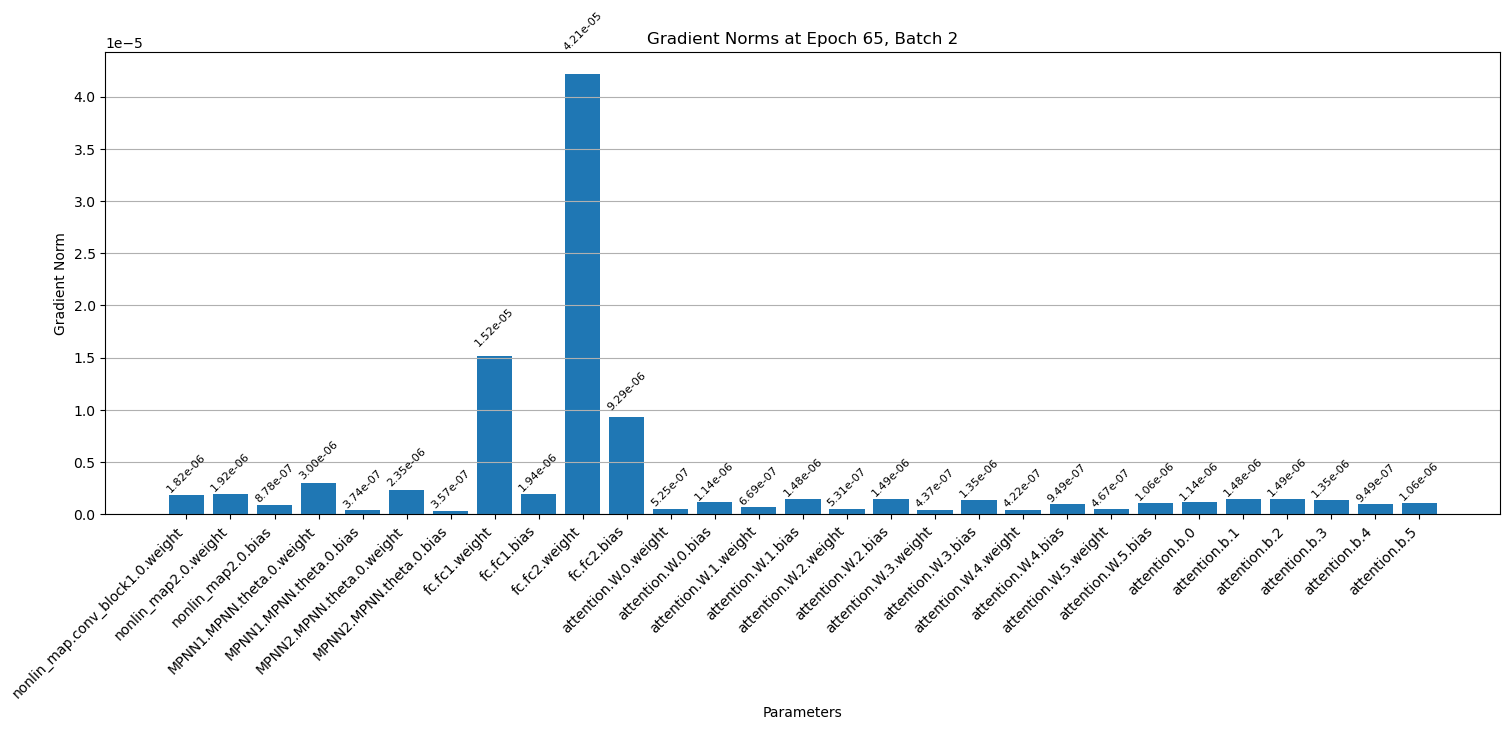 Gradient Norms at Epoch 65, Batch 2
1e−5
Gradient Norm
4.0
3.5
3.0
2.5
2.0
1.5
1.0
0.5
0.0
1.82e-06
1.92e-06
8.78e-07
3.00e-06
3.74e-07
2.35e-06
3.57e-07
1.52e-05
1.94e-06
4.21e-05
9.29e-06
5.25e-07
1.14e-06
6.69e-07
1.48e-06
5.31e-07
1.49e-06
4.37e-07
1.35e-06
4.22e-07
9.49e-07
4.67e-07
1.06e-06
1.14e-06
1.48e-06
1.49e-06
1.35e-06
9.49e-07
1.06e-06
nonlin_map.conv_block1.0.weight
nonlin_map2.0.weight
nonlin_map2.0.bias
MPNN1.MPNN.theta.0.weight
MPNN1.MPNN.theta.0.bias
MPNN2.MPNN.theta.0.weight
MPNN2.MPNN.theta.0.bias
fc.fc1.weight
fc.fc1.bias
fc.fc2.weight
fc.fc2.bias
attention.W.0.weight
attention.W.0.bias
attention.W.1.weight
attention.W.1.bias
attention.W.2.weight
attention.W.2.bias
attention.W.3.weight
attention.W.3.bias
attention.W.4.weight
attention.W.4.bias
attention.W.5.weight
attention.W.5.bias
attention.b.0
attention.b.1
attention.b.2
attention.b.3
attention.b.4
attention.b.5
Parameters